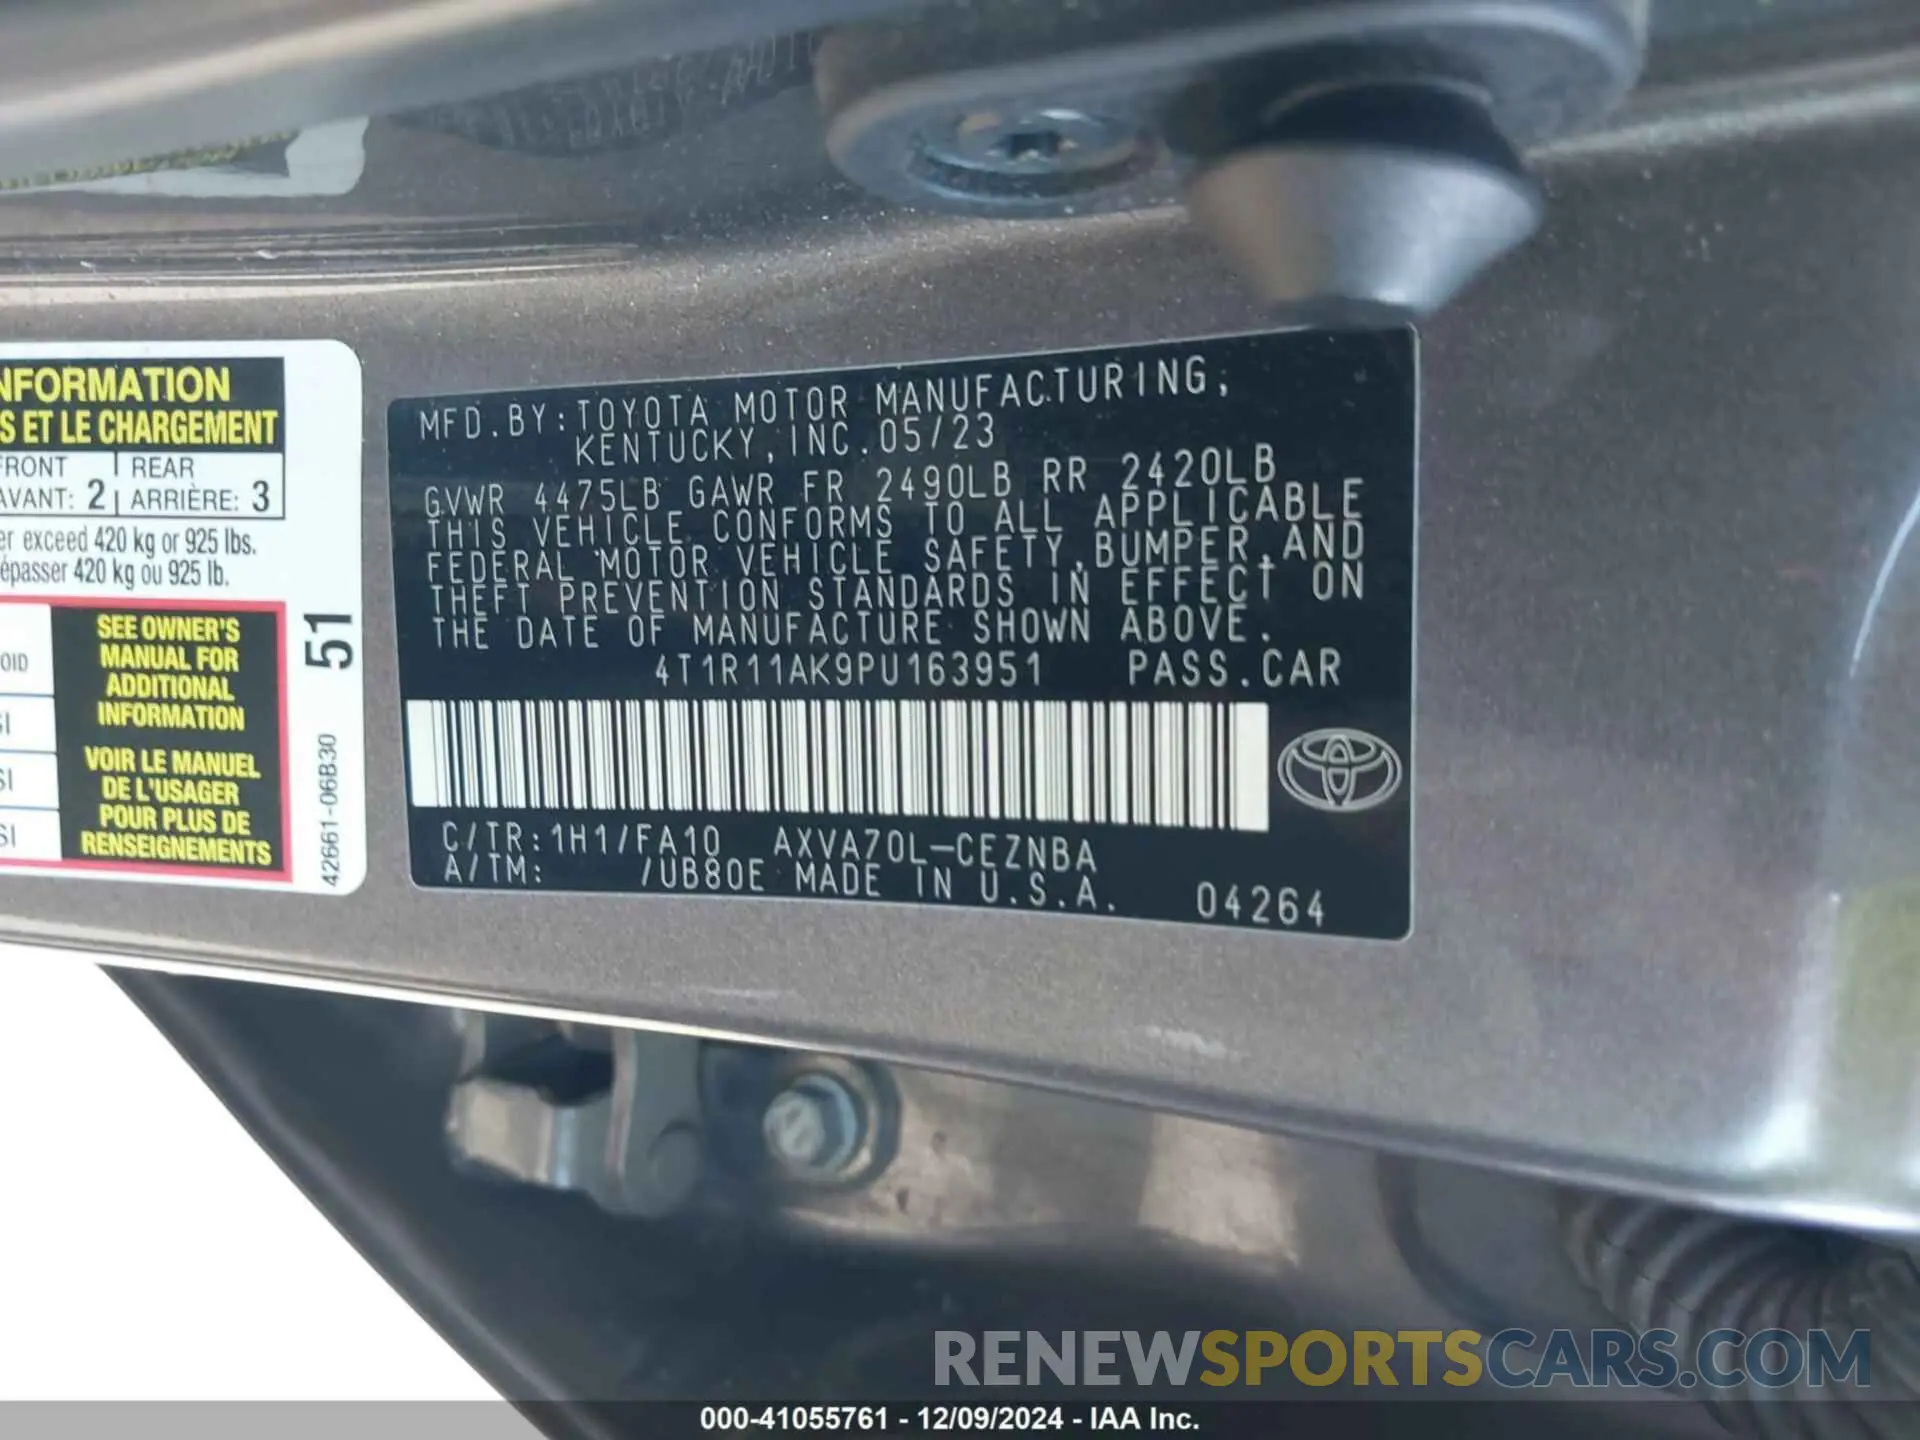 NFORMATION
S ET LE CHARGEMENT
FRONT REAR
AVANT: 2 ARRIÈRE: 3
er exceed 420 kg or 925 lbs.
épasser 420 kg ou 925 lb.
SEE OWNER'S
MANUAL FOR
ADDITIONAL
INFORMATION
VOIR LE MANUEL
DE L'USAGER
POUR PLUS DE
RENSEIGNEMENTS
OID
SI
SI
SI
51
42661-06B30
MFD.BY:TOYOTA MOTOR MANUFACTURING,
KENTUCKY,INC.05/23
GVWR 4475LB GAWR FR 2490LB RR 2420LB
THIS VEHICLE CONFORMS TO ALL APPLICABLE
FEDERAL MOTOR VEHICLE SAFETY,BUMPER,AND
THEFT PREVENTION STANDARDS IN EFFECT ON
THE DATE OF MANUFACTURE SHOWN ABOVE.
4T1R11AK9PU163951 PASS.CAR
C/TR:1H1/FA10 AXVA70L-CEZNBA
A/TM: /UB80E MADE IN U.S.A. 04264
RENEWSPORTSCARS.COM
000-41055761 - 12/09/2024 - IAA Inc.